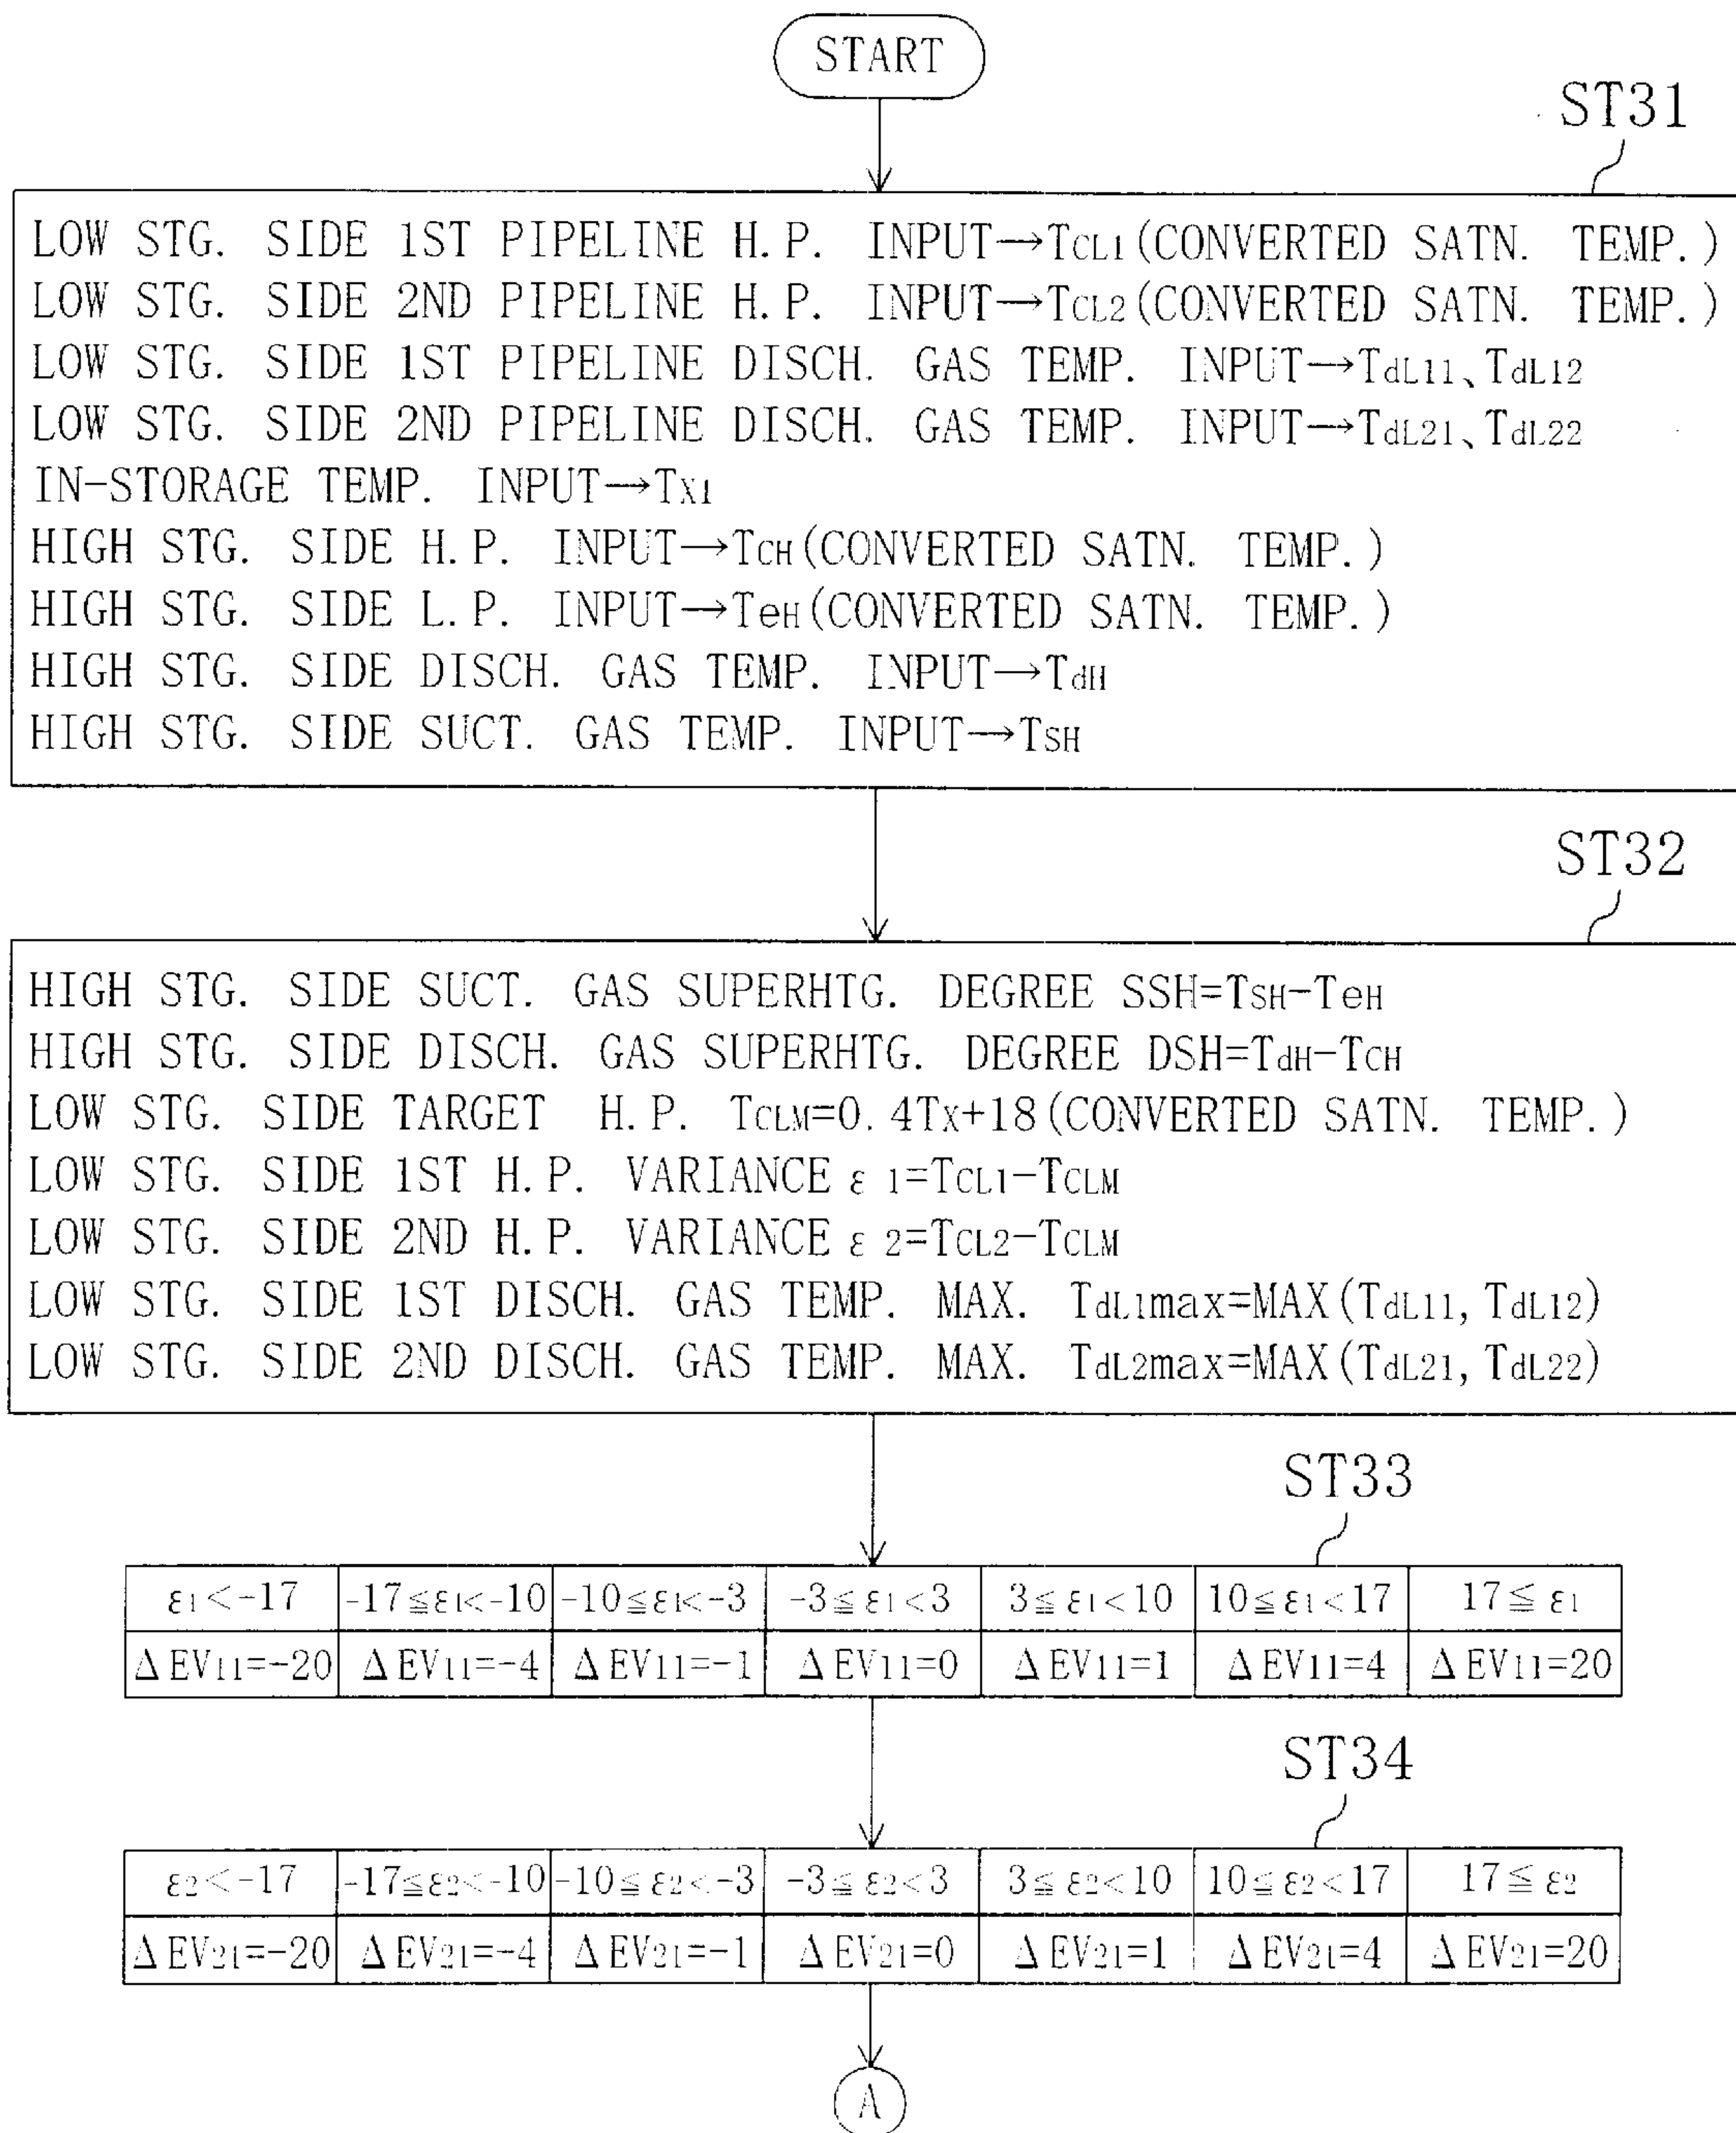 START
ST31
LOW STG. SIDE 1ST PIPELINE H.P. INPUT→TCL1(CONVERTED SATN. TEMP.)
LOW STG. SIDE 2ND PIPELINE H.P. INPUT→TCL2(CONVERTED SATN. TEMP.)
LOW STG. SIDE 1ST PIPELINE DISCH. GAS TEMP. INPUT→TdL11、TdL12
LOW STG. SIDE 2ND PIPELINE DISCH. GAS TEMP. INPUT→TdL21、TdL22
IN-STORAGE TEMP. INPUT→TX1
HIGH STG. SIDE H.P. INPUT→TCH(CONVERTED SATN. TEMP.)
HIGH STG. SIDE L.P. INPUT→TeH(CONVERTED SATN. TEMP.)
HIGH STG. SIDE DISCH. GAS TEMP. INPUT→TdH
HIGH STG. SIDE SUCT. GAS TEMP. INPUT→TSH
ST32
HIGH STG. SIDE SUCT. GAS SUPERHTG. DEGREE SSH=TSH-TeH
HIGH STG. SIDE DISCH. GAS SUPERHTG. DEGREE DSH=TdH-TCH
LOW STG. SIDE TARGET H.P. TCLM=0.4TX+18(CONVERTED SATN. TEMP.)
LOW STG. SIDE 1ST H.P. VARIANCE ε1=TCL1-TCLM
LOW STG. SIDE 2ND H.P. VARIANCE ε2=TCL2-TCLM
LOW STG. SIDE 1ST DISCH. GAS TEMP. MAX. TdL1max=MAX(TdL11, TdL12)
LOW STG. SIDE 2ND DISCH. GAS TEMP. MAX. TdL2max=MAX(TdL21, TdL22)
ST33
ε1<-17 -17≦ε1<-10 -10≦ε1<-3 -3≦ε1<3 3≦ε1<10 10≦ε1<17 17≦ε1
ΔEV11=-20 ΔEV11=-4 ΔEV11=-1 ΔEV11=0 ΔEV11=1 ΔEV11=4 ΔEV11=20
ST34
ε2<-17 -17≦ε2<-10 -10≦ε2<-3 -3≦ε2<3 3≦ε2<10 10≦ε2<17 17≦ε2
ΔEV21=-20 ΔEV21=-4 ΔEV21=-1 ΔEV21=0 ΔEV21=1 ΔEV21=4 ΔEV21=20
A